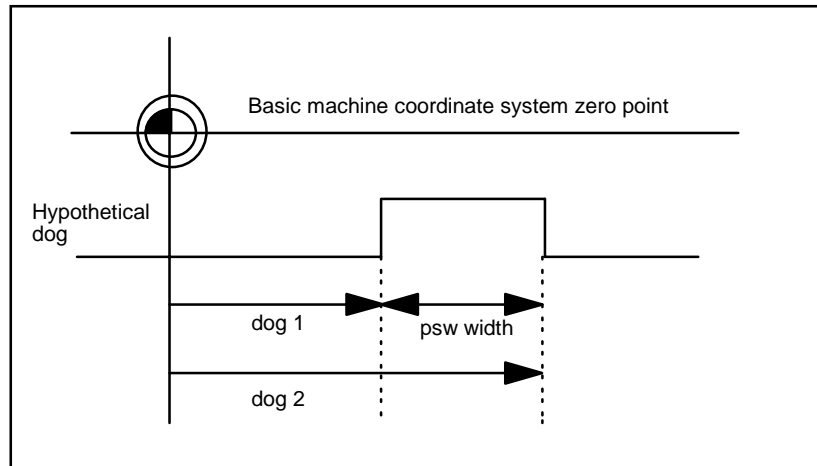 Basic machine coordinate system zero point
Hypothetical
dog
dog 1
psw width
dog 2